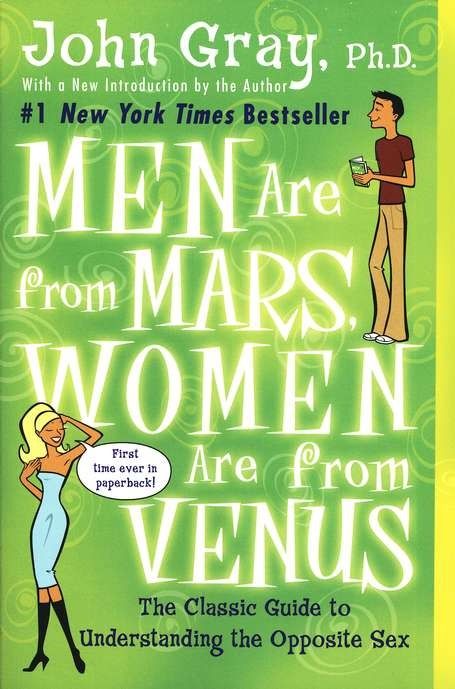 John Gray, Ph.D.
With a New Introduction by the Author
#1 New York Times Bestseller
MEN Are
from MARS,
WOMEN
Are from
VENUS
First
time ever in
paperback!
The Classic Guide to
Understanding the Opposite Sex